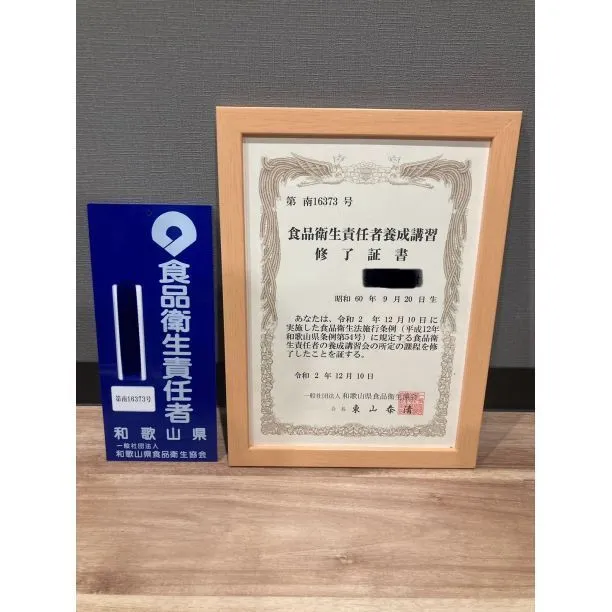 食品衛生責任者
第南16373号
和歌山県
一般社団法人
和歌山県食品衛生協会
第 南16373 号
食品衛生責任者養成講習
修了証書
昭和 60 年 9 月 20 日 生
あなたは、令和 2 年 12 月 10 日 に
実施した食品衛生法施行条例（平成12年
和歌山県条例第54号）に規定する食品衛
生責任者の養成講習会の所定の課程を修
了したことを証する。
令和 2 年 12 月 10 日
一般社団法人 和歌山県食品衛生協会
会長 東山泰清